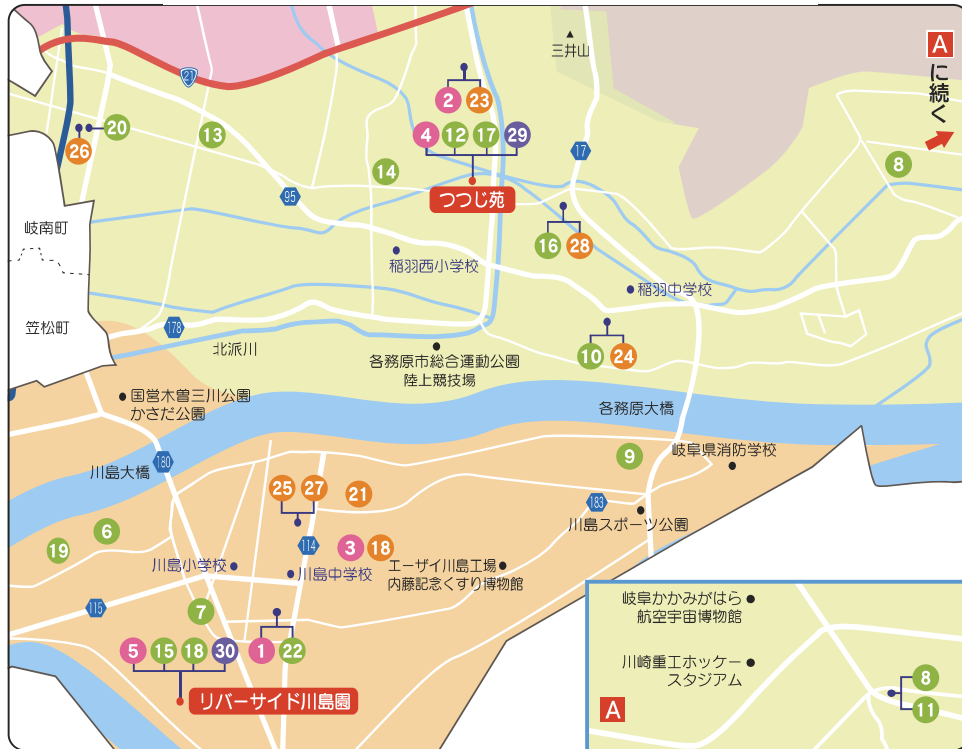 三井山
A
に続く
21
2
23
20
26
13
4
12
17
29
14
17
8
95
つつじ苑
岐南町
16
28
稲羽西小学校
稲羽中学校
笠松町
178
北派川
10
24
各務原市総合運動公園
陸上競技場
国営木曽三川公園
かさだ公園
各務原大橋
川島大橋
180
9
岐阜県消防学校
25
27
21
183
川島スポーツ公園
6
19
114
3
18
川島小学校
川島中学校
エーザイ川島工場
内藤記念くすり博物館
115
7
5
15
18
30
1
22
リバーサイド川島園
岐阜かかみがはら
航空宇宙博物館
川崎重工ホッケー
スタジアム
A
8
11